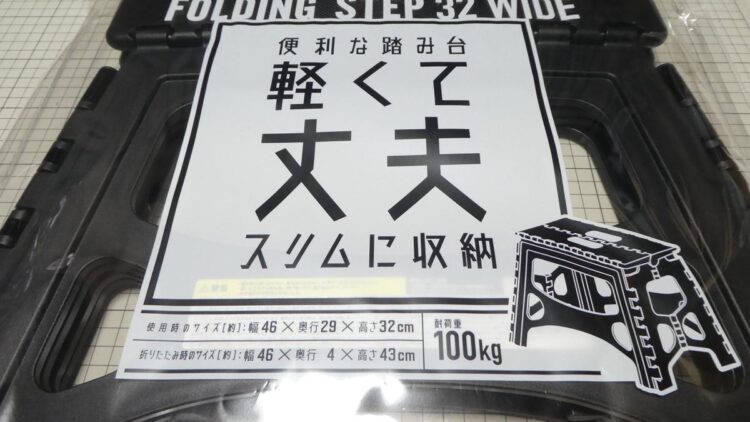 FOLDING STEP 32 WIDE
便利な踏み台
軽くて
丈夫
スリムに収納
使用時のサイズ[約]:幅46×奥行29×高さ32cm
折りたたみ時のサイズ[約]:幅46×奥行 4×高さ43cm
耐荷重
100kg